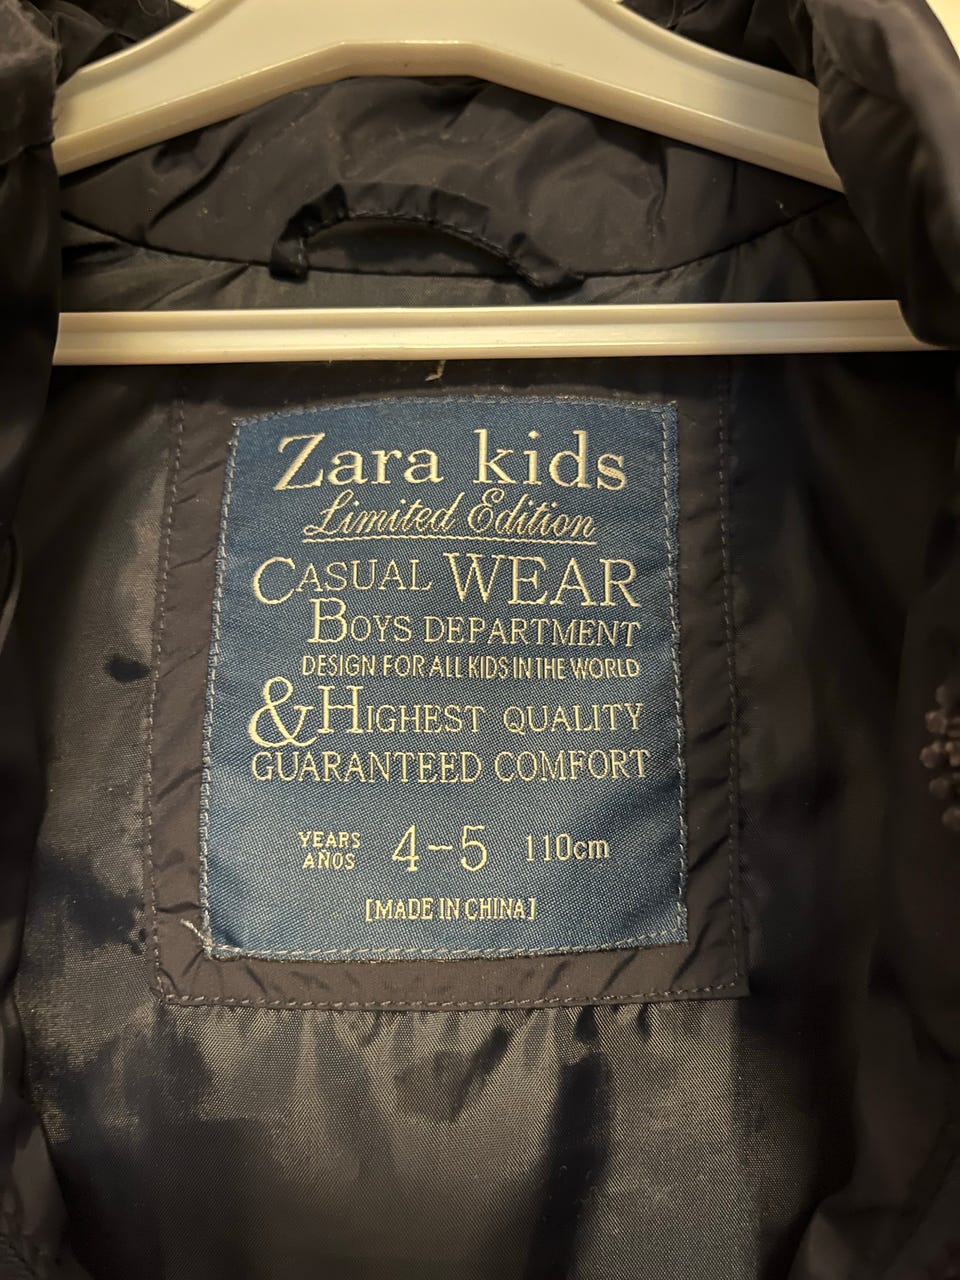 Zara kids
Limited Edition
CASUAL WEAR
BOYS DEPARTMENT
DESIGN FOR ALL KIDS IN THE WORLD
& HIGHEST QUALITY
GUARANTEED COMFORT
YEARS
AÑOS
4-5
110cm
[MADE IN CHINA]